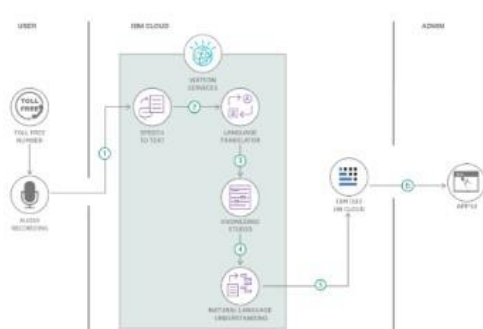 USER
IBM CLOUD
ADMIN
WATSON
SERVICES
TOLL
FREE
TOLL FREE
NUMBER
SPEECH
TO TEXT
LANGUAGE
TRANSLATOR
1
2
3
AUDIO
RECORDING
KNOWLEDGE
STUDIO
IBM DB2
ON CLOUD
6
APP UI
4
5
NATURAL LANGUAGE
UNDERSTANDING